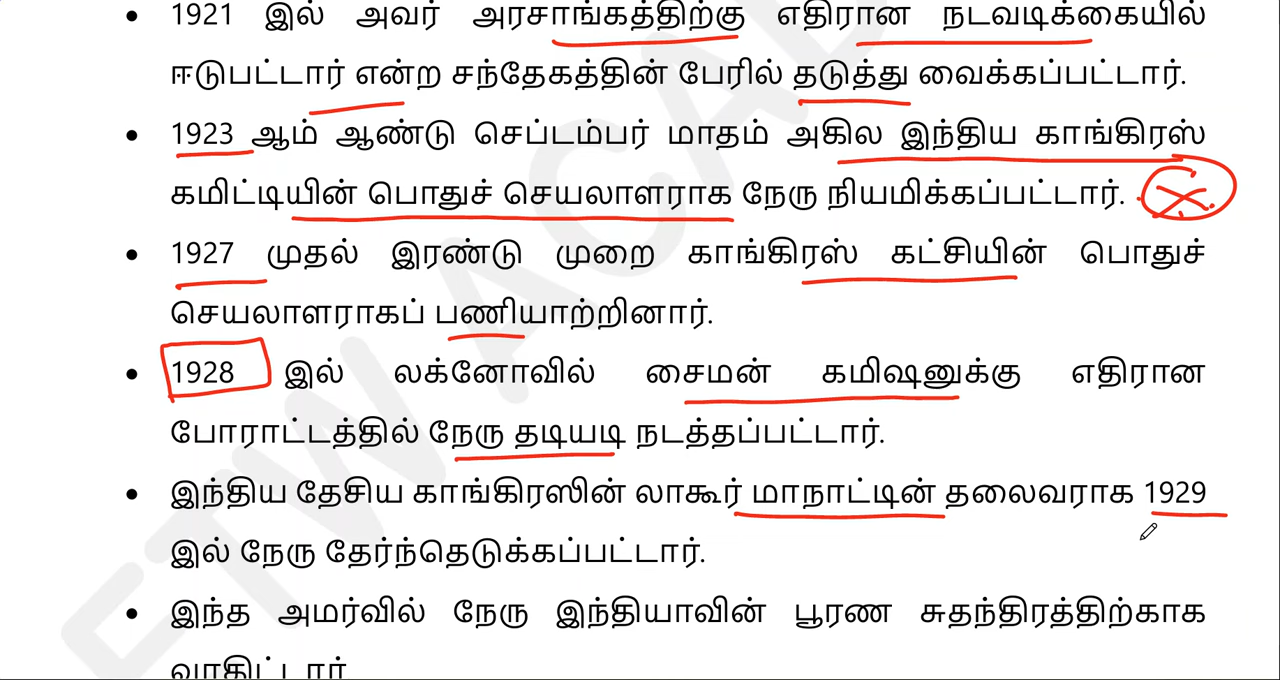 1921 இல் அவர் அரசாங்கத்திற்கு எதிரான நடவடிக்கையில்
ஈடுபட்டார் என்ற சந்தேகத்தின் பேரில் தடுத்து வைக்கப்பட்டார்.
1923 ஆம் ஆண்டு செப்டம்பர் மாதம் அகில இந்திய காங்கிரஸ்
கமிட்டியின் பொதுச் செயலாளராக நேரு நியமிக்கப்பட்டார்.
1927 முதல் இரண்டு முறை காங்கிரஸ் கட்சியின் பொதுச்
செயலாளராகப் பணியாற்றினார்.
1928 இல் லக்னோவில் சைமன் கமிஷனுக்கு எதிரான
போராட்டத்தில் நேரு தடியடி நடத்தப்பட்டார்.
இந்திய தேசிய காங்கிரஸின் லாகூர் மாநாட்டின் தலைவராக 1929
இல் நேரு தேர்ந்தெடுக்கப்பட்டார்.
இந்த அமர்வில் நேரு இந்தியாவின் பூரண சுதந்திரத்திற்காக
வாதிட்டார்